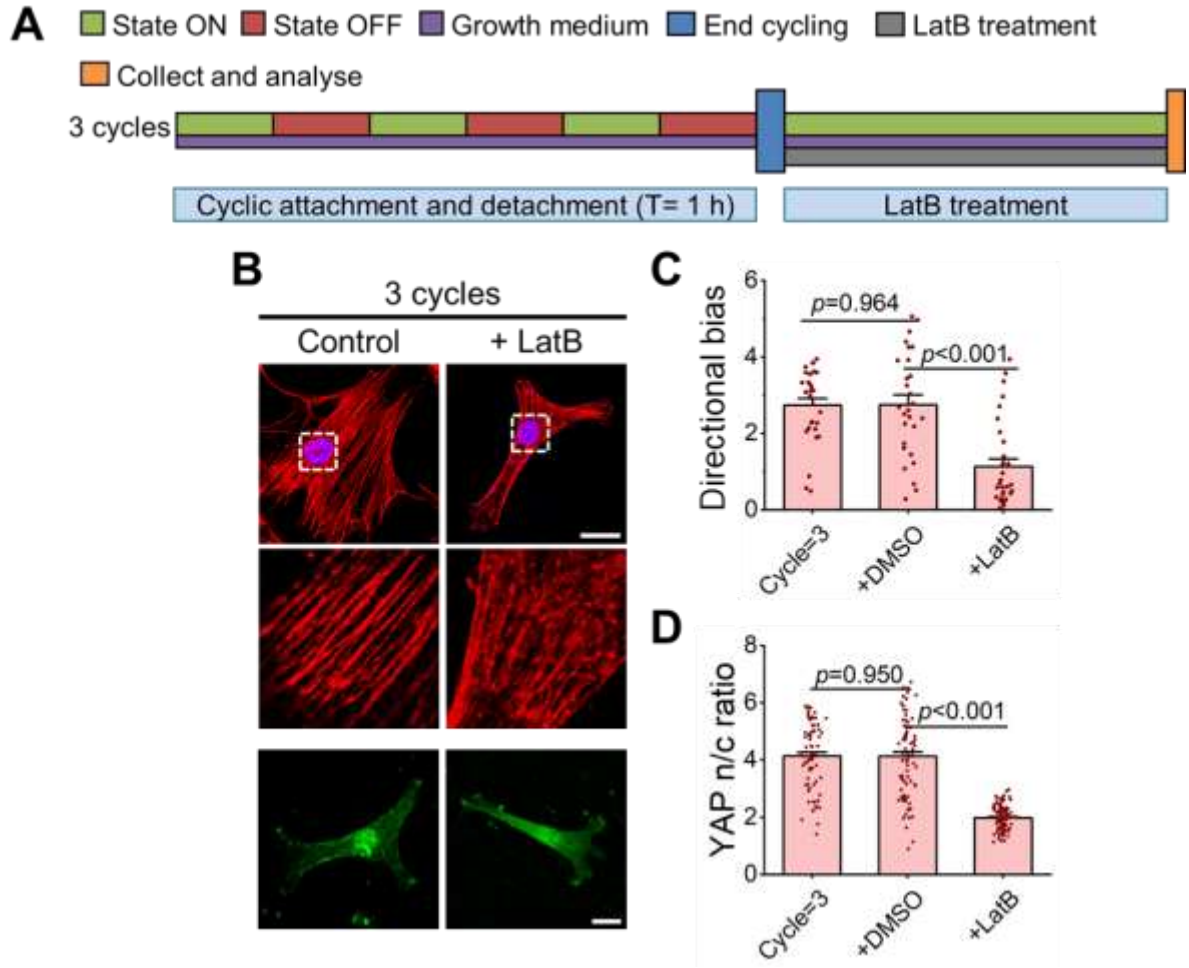 A
State ON State OFF Growth medium End cycling LatB treatment
Collect and analyse
3 cycles
Cyclic attachment and detachment (T= 1 h) LatB treatment
B
3 cycles
Control + LatB
C
Directional bias
6
4
2
0
p=0.964
p<0.001
Cycle=3
+DMSO
+LatB
D
YAP n/c ratio
8
6
4
2
0
p=0.950
p<0.001
Cycle=3
+DMSO
+LatB